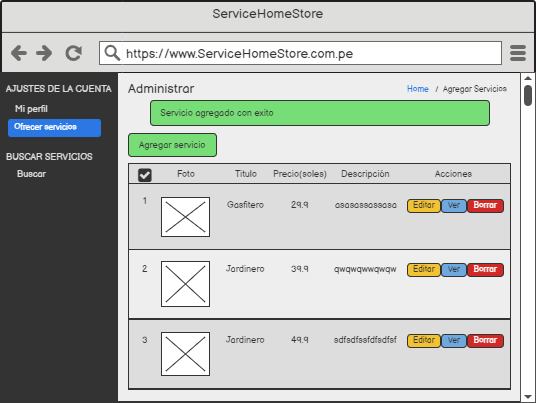 ServiceHomeStore
https://www.ServiceHomeStore.com.pe
AJUSTES DE LA CUENTA
Mi perfil
Ofrecer servicios
BUSCAR SERVICIOS
Buscar
Administrar
Home / Agregar Servicios
Servicio agregado con exito
Agregar servicio
Foto Titulo Precio(soles) Descripción Acciones
1 Gasfitero 29.9 asasassassasa Editar Ver Borrar
2 Jardinero 39.9 qwqwqwwqwqw Editar Ver Borrar
3 Jardinero 49.9 sdfsdfssfdfsdfsf Editar Ver Borrar